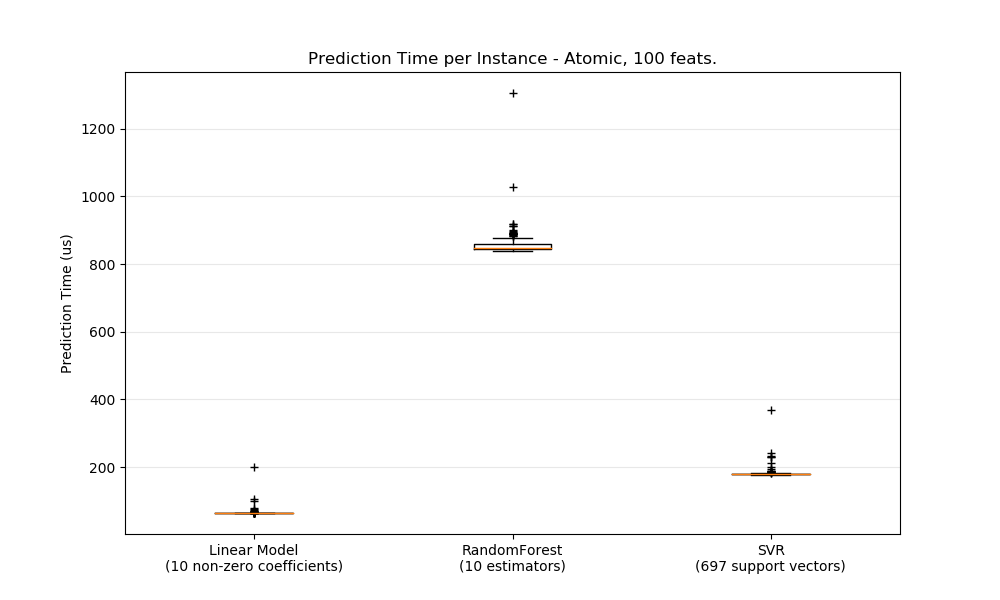 Prediction Time per Instance - Atomic, 100 feats.
Prediction Time (us)
1200
1000
800
600
400
200
Linear Model
(10 non-zero coefficients)
RandomForest
(10 estimators)
SVR
(697 support vectors)